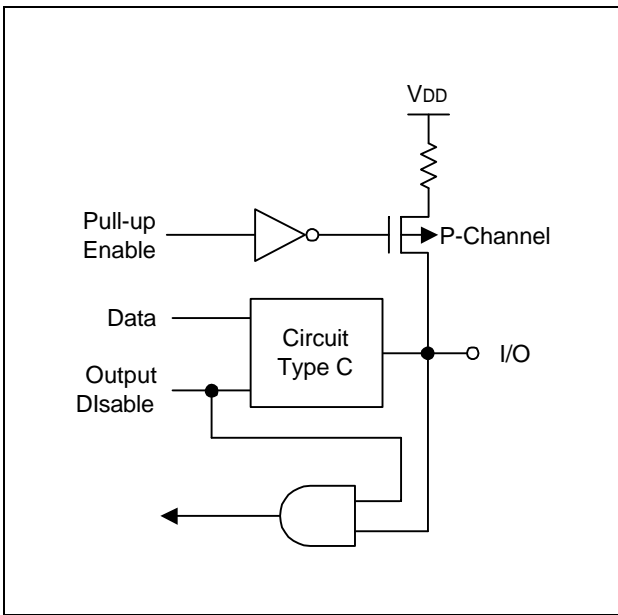 VDD
Pull-up
Enable
P-Channel
Data
Circuit
Type C
I/O
Output
DIsable